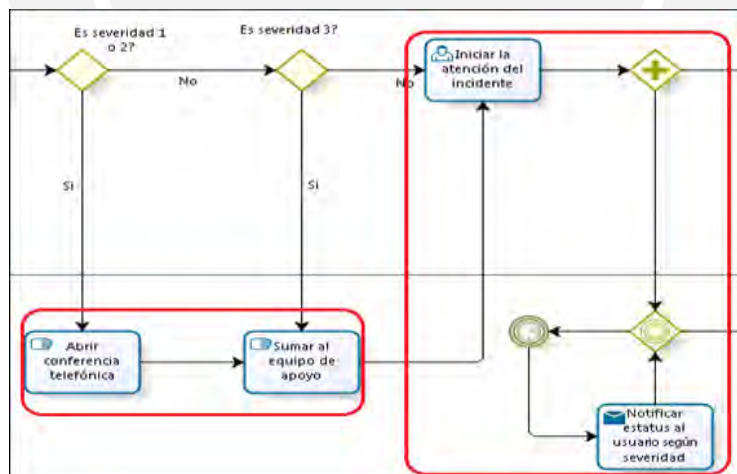 Es severidad 1
o 2?
Es severidad 3?
No
No
Iniciar la
atención del
incidente
Si
Si
Abrir
conferencia
telefónica
Sumar al
equipo de
apoyo
Notificar
estatus al
usuario según
severidad